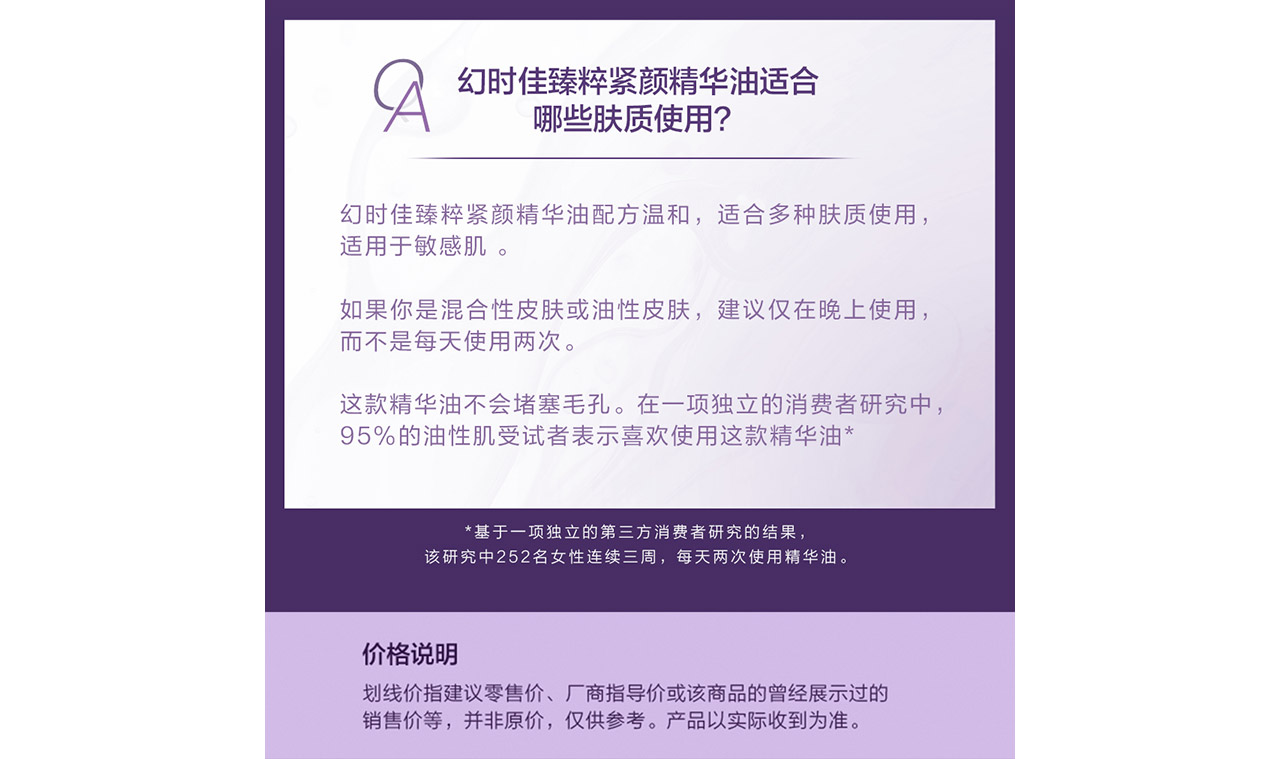 QA
幻时佳臻粹紧颜精华油适合
哪些肤质使用?
幻时佳臻粹紧颜精华油配方温和，适合多种肤质使用，
适用于敏感肌 。
如果你是混合性皮肤或油性皮肤，建议仅在晚上使用，
而不是每天使用两次。
这款精华油不会堵塞毛孔。在一项独立的消费者研究中，
95%的油性肌受试者表示喜欢使用这款精华油*
*基于一项独立的第三方消费者研究的结果，
该研究中252名女性连续三周，每天两次使用精华油。
价格说明
划线价指建议零售价、厂商指导价或该商品的曾经展示过的
销售价等，并非原价，仅供参考。产品以实际收到为准。